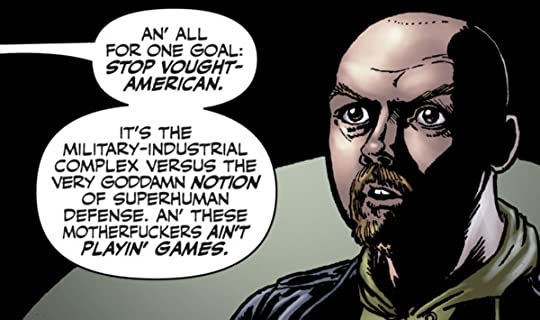 AN' ALL
FOR ONE GOAL:
STOP VOUGHT-
AMERICAN.
IT'S THE
MILITARY-INDUSTRIAL
COMPLEX VERSUS THE
VERY GODDAMN NOTION
OF SUPERHUMAN
DEFENSE. AN' THESE
MOTHERFUCKERS AIN'T
PLAYIN' GAMES.